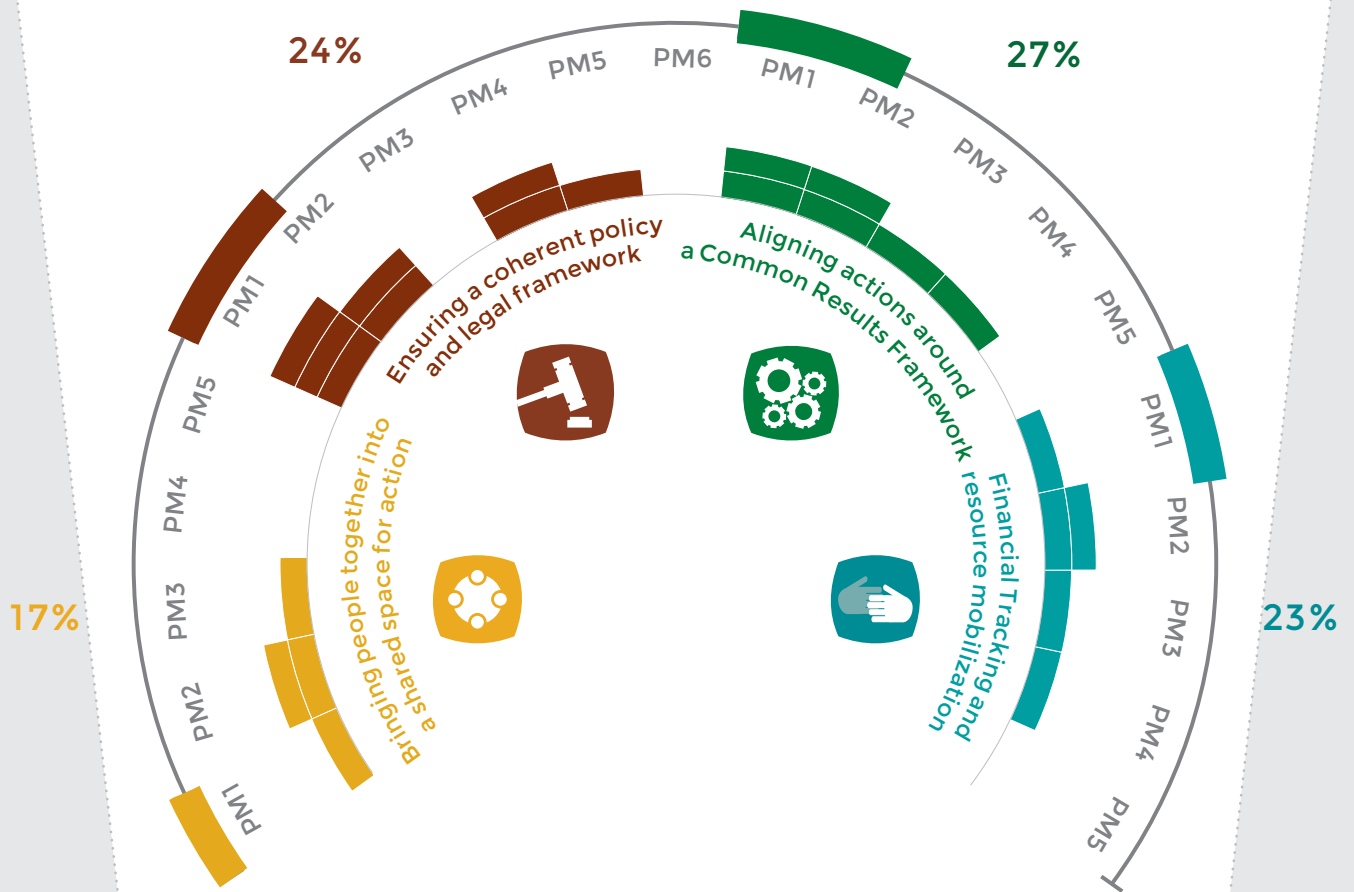 24%
27%
17%
23%
PM1
PM2
PM3
PM4
PM5
PM1
PM2
PM3
PM4
PM5
PM6
PM1
PM2
PM3
PM4
PM5
PM1
PM2
PM3
PM4
PM5
Bringing people together into
a shared space for action
Ensuring a coherent policy
and legal framework
Aligning actions around
a Common Results Framework
Financial Tracking and
resource mobilization